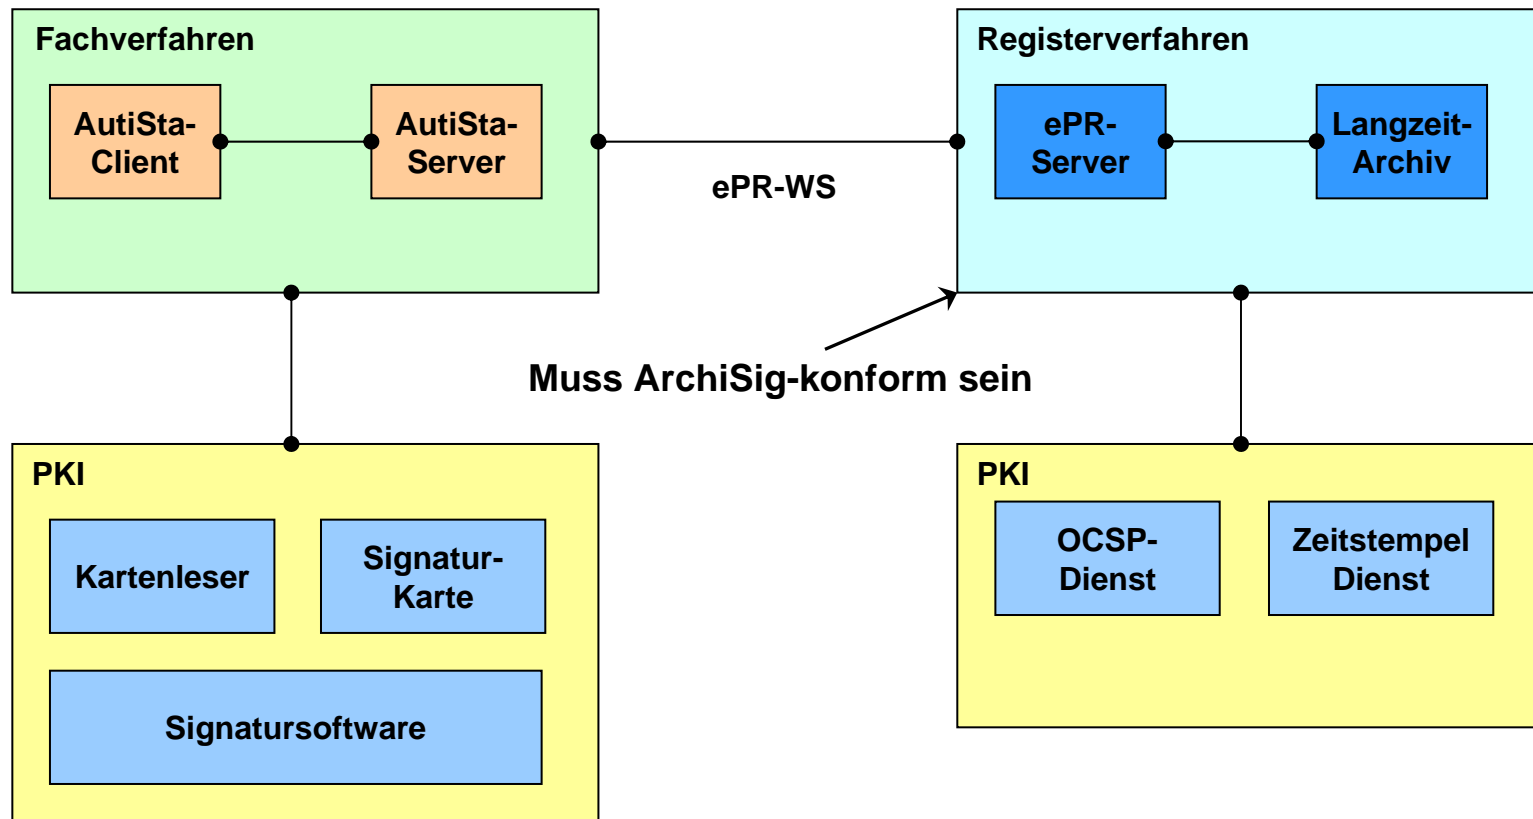 Fachverfahren
AutiSta-
Client
AutiSta-
Server
ePR-WS
Registerverfahren
ePR-
Server
Langzeit-
Archiv
Muss ArchiSig-konform sein
PKI
Kartenleser
Signatur-
Karte
Signatursoftware
PKI
OCSP-
Dienst
Zeitstempel
Dienst